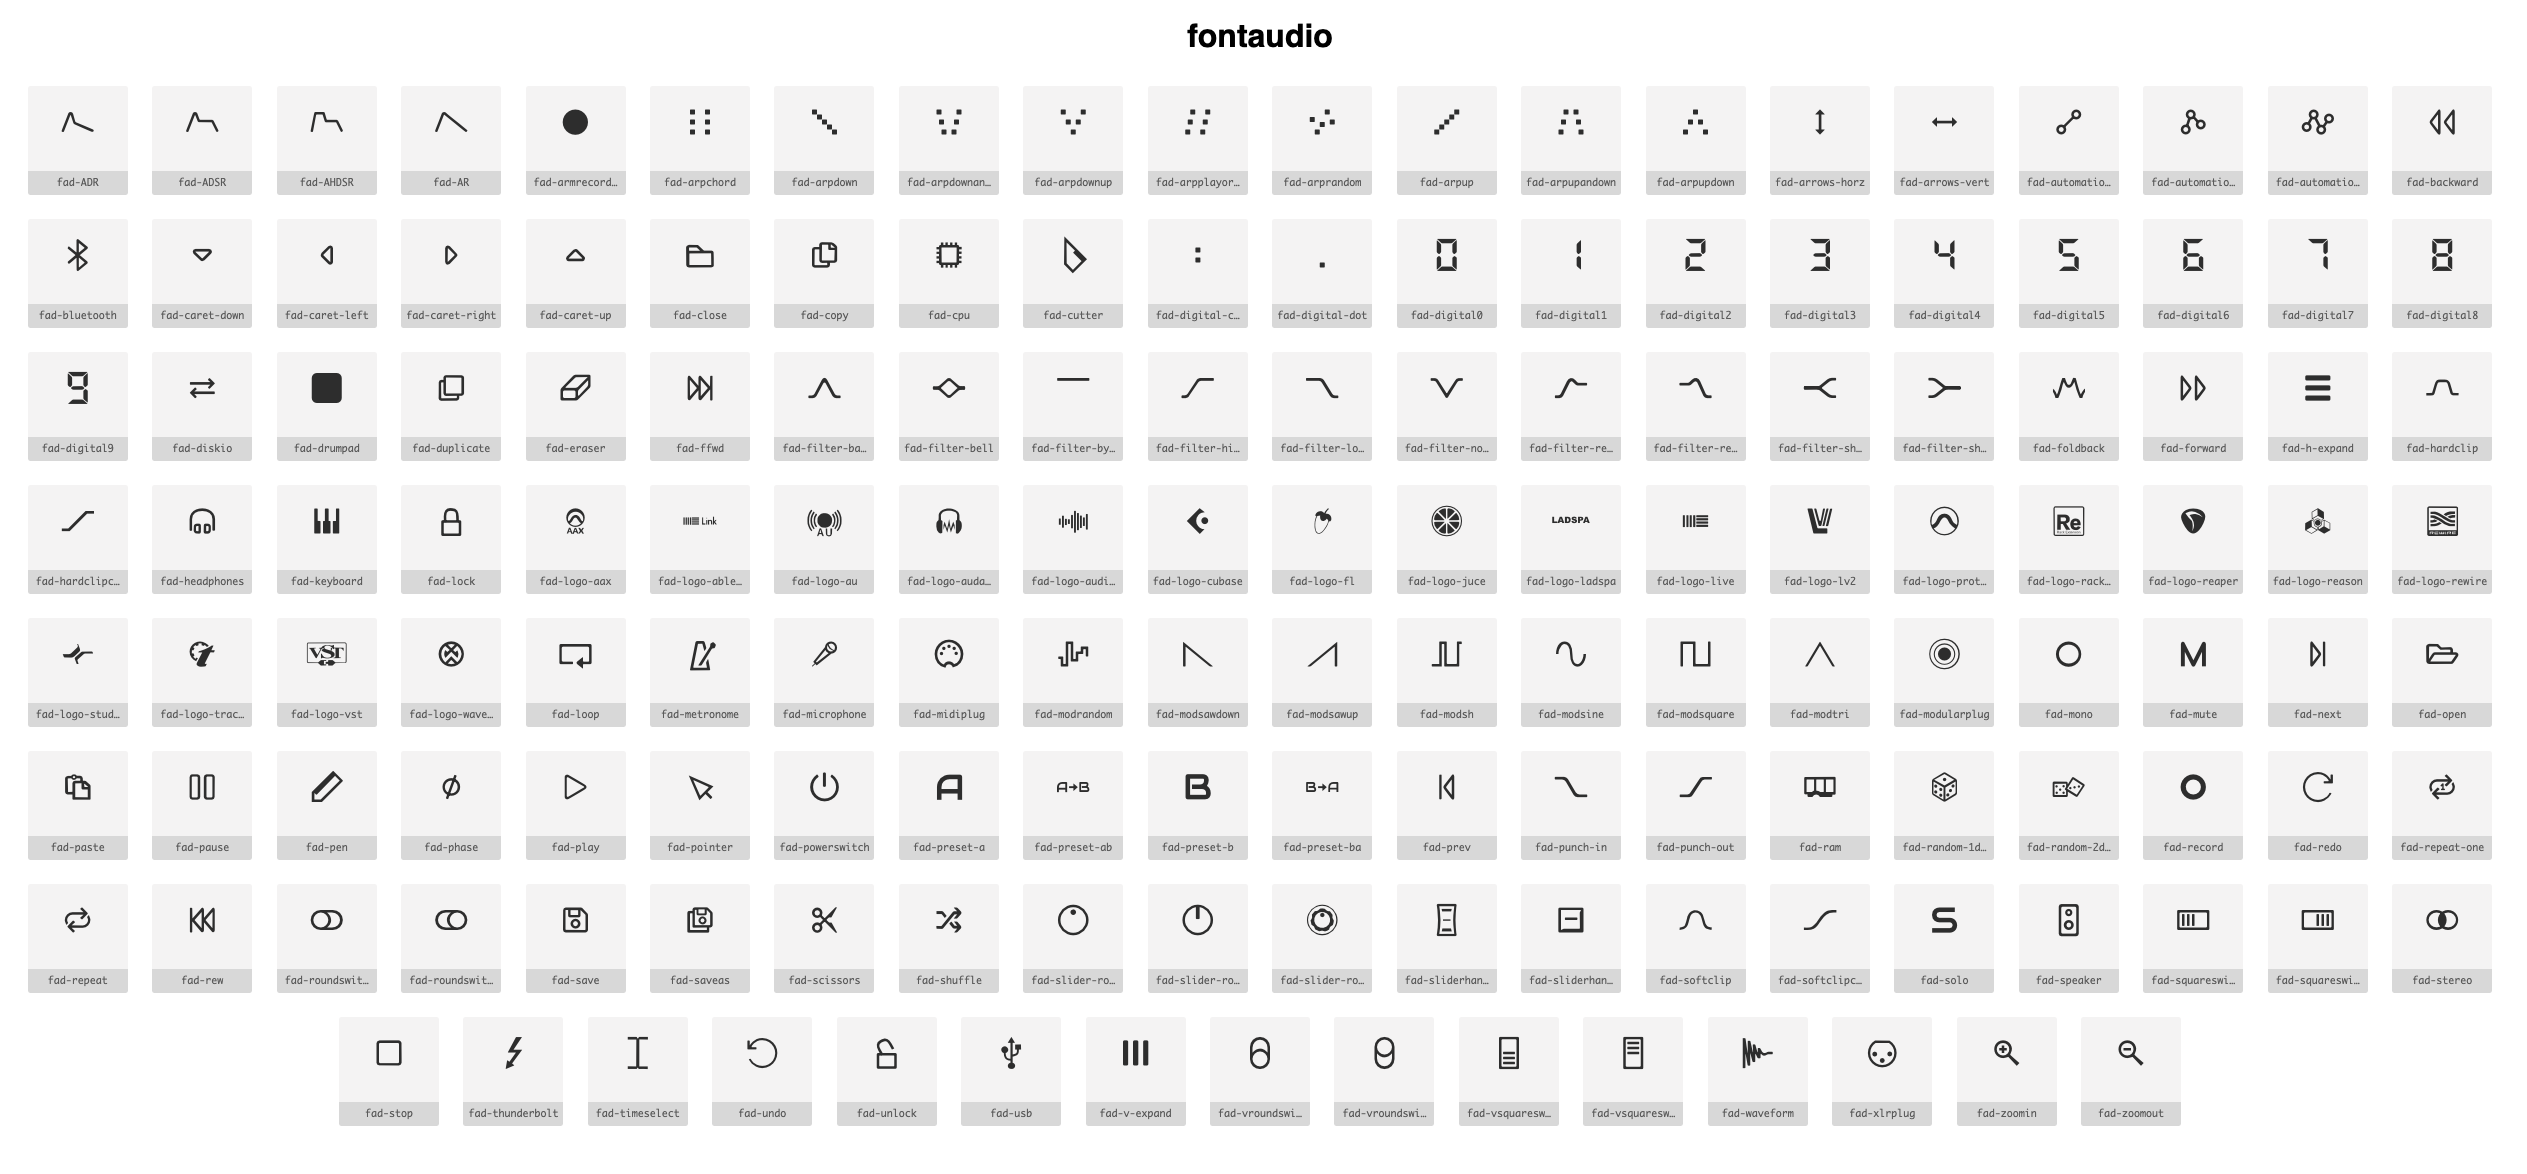 fontaudio
fad-ADR fad-ADSR fad-AHDSR fad-AR fad-armrecord… fad-arpchord fad-arpdown fad-arpdownan… fad-arpdownup fad-arpplayor… fad-arprandom fad-arpup fad-arpupandown fad-arpupdown fad-arrows-horz fad-arrows-vert fad-automatio… fad-automatio… fad-automatio… fad-backward
: . 0 1 2 3 4 5 6 7 8
fad-bluetooth fad-caret-down fad-caret-left fad-caret-right fad-caret-up fad-close fad-copy fad-cpu fad-cutter fad-digital-c… fad-digital-dot fad-digital0 fad-digital1 fad-digital2 fad-digital3 fad-digital4 fad-digital5 fad-digital6 fad-digital7 fad-digital8
9
fad-digital9 fad-diskio fad-drumpad fad-duplicate fad-eraser fad-ffwd fad-filter-ba… fad-filter-bell fad-filter-by… fad-filter-hi… fad-filter-lo… fad-filter-no… fad-filter-re… fad-filter-re… fad-filter-sh… fad-filter-sh… fad-foldback fad-forward fad-h-expand fad-hardclip
AAX Link AU LADSPA Re REWIRE
fad-hardclipc… fad-headphones fad-keyboard fad-lock fad-logo-aax fad-logo-able… fad-logo-au fad-logo-auda… fad-logo-audi… fad-logo-cubase fad-logo-fl fad-logo-juce fad-logo-ladspa fad-logo-live fad-logo-lv2 fad-logo-prot… fad-logo-rack… fad-logo-reaper fad-logo-reason fad-logo-rewire
VST M
fad-logo-stud… fad-logo-trac… fad-logo-vst fad-logo-wave… fad-loop fad-metronome fad-microphone fad-midiplug fad-modrandom fad-modsawdown fad-modsawup fad-modsh fad-modsine fad-modsquare fad-modtri fad-modularplug fad-mono fad-mute fad-next fad-open
A A→B B B→A 1
fad-paste fad-pause fad-pen fad-phase fad-play fad-pointer fad-powerswitch fad-preset-a fad-preset-ab fad-preset-b fad-preset-ba fad-prev fad-punch-in fad-punch-out fad-ram fad-random-1d… fad-random-2d… fad-record fad-redo fad-repeat-one
S
fad-repeat fad-rew fad-roundswit… fad-roundswit… fad-save fad-saveas fad-scissors fad-shuffle fad-slider-ro… fad-slider-ro… fad-slider-ro… fad-sliderhan… fad-sliderhan… fad-softclip fad-softclipc… fad-solo fad-speaker fad-squareswi… fad-squareswi… fad-stereo
fad-stop fad-thunderbolt fad-timeselect fad-undo fad-unlock fad-usb fad-v-expand fad-vroundswi… fad-vroundswi… fad-vsquaresw… fad-vsquaresw… fad-waveform fad-xlrplug fad-zoomin fad-zoomout